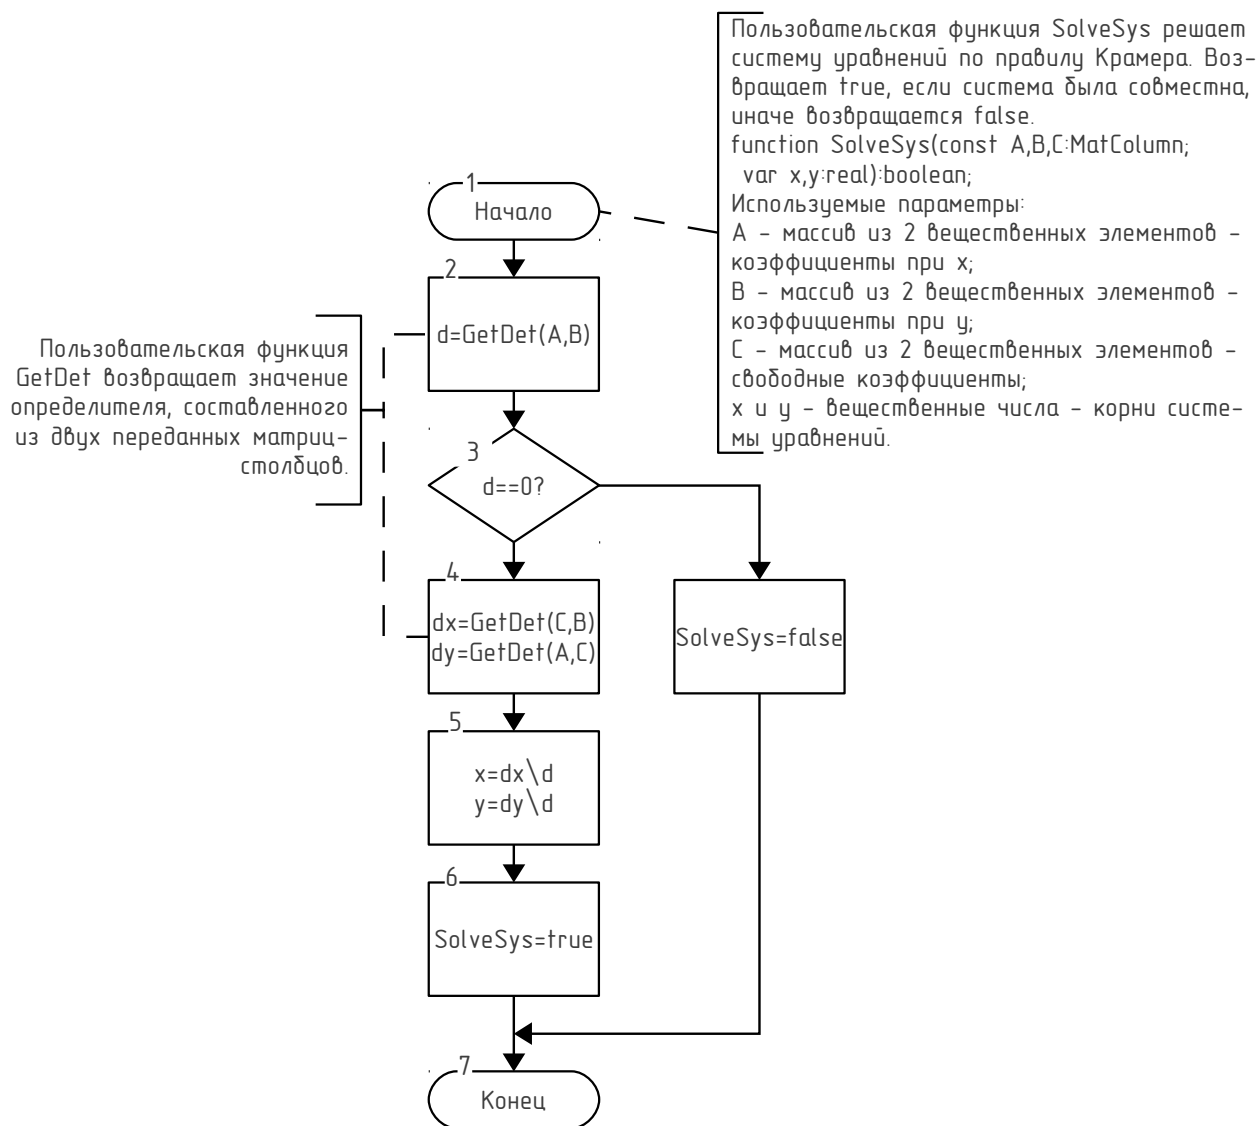 Пользовательская функция SolveSys решает
систему уравнений по правилу Крамера. Воз-
вращает true, если система была совместна,
иначе возвращается false.
function SolveSys(const A,B,C:MatColumn;
var x,y:real):boolean;
Используемые параметры:
A - массив из 2 вещественных элементов -
коэффициенты при x;
B - массив из 2 вещественных элементов -
коэффициенты при y;
C - массив из 2 вещественных элементов -
свободные коэффициенты;
x и y - вещественные числа - корни систе-
мы уравнений.
1
Начало
2
d=GetDet(A,B)
Пользовательская функция
GetDet возвращает значение
определителя, составленного
из двух переданных матриц-
столбцов.
3
d==0?
4
dx=GetDet(C,B)
dy=GetDet(A,C)
SolveSys=false
5
x=dx\d
y=dy\d
6
SolveSys=true
7
Конец